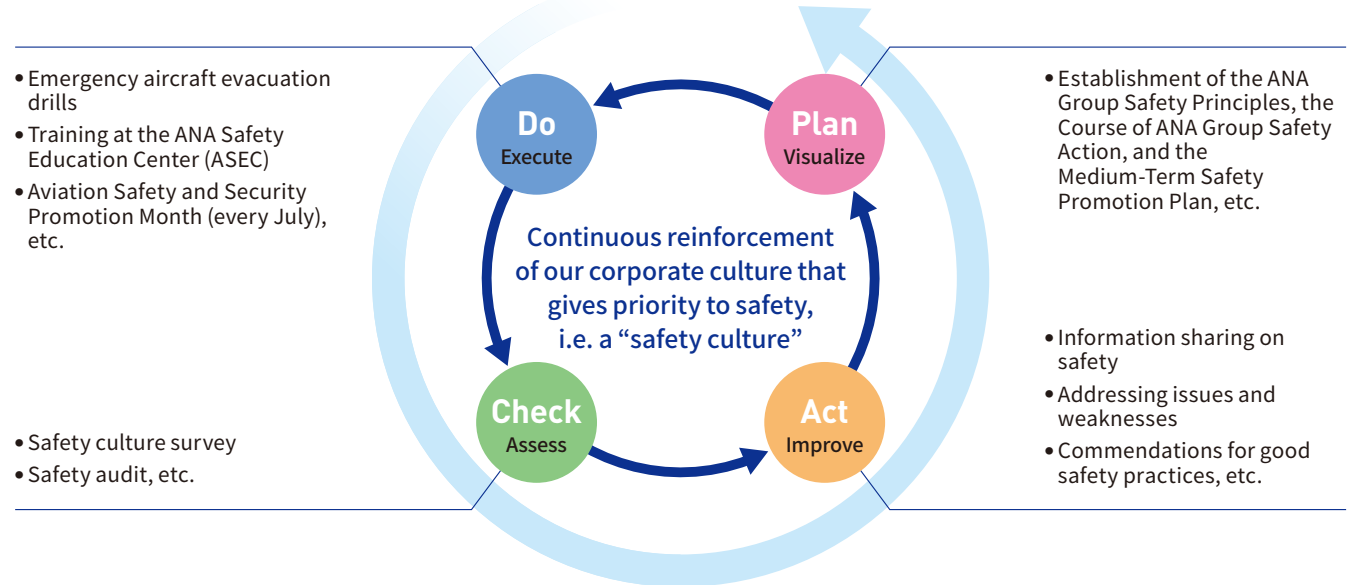 • Emergency aircraft evacuation
drills
• Training at the ANA Safety
Education Center (ASEC)
• Aviation Safety and Security
Promotion Month (every July),
etc.
Do
Execute
Plan
Visualize
• Establishment of the ANA
Group Safety Principles, the
Course of ANA Group Safety
Action, and the
Medium-Term Safety
Promotion Plan, etc.
Continuous reinforcement
of our corporate culture that
gives priority to safety,
i.e. a “safety culture”
• Safety culture survey
• Safety audit, etc.
Check
Assess
Act
Improve
• Information sharing on
safety
• Addressing issues and
weaknesses
• Commendations for good
safety practices, etc.